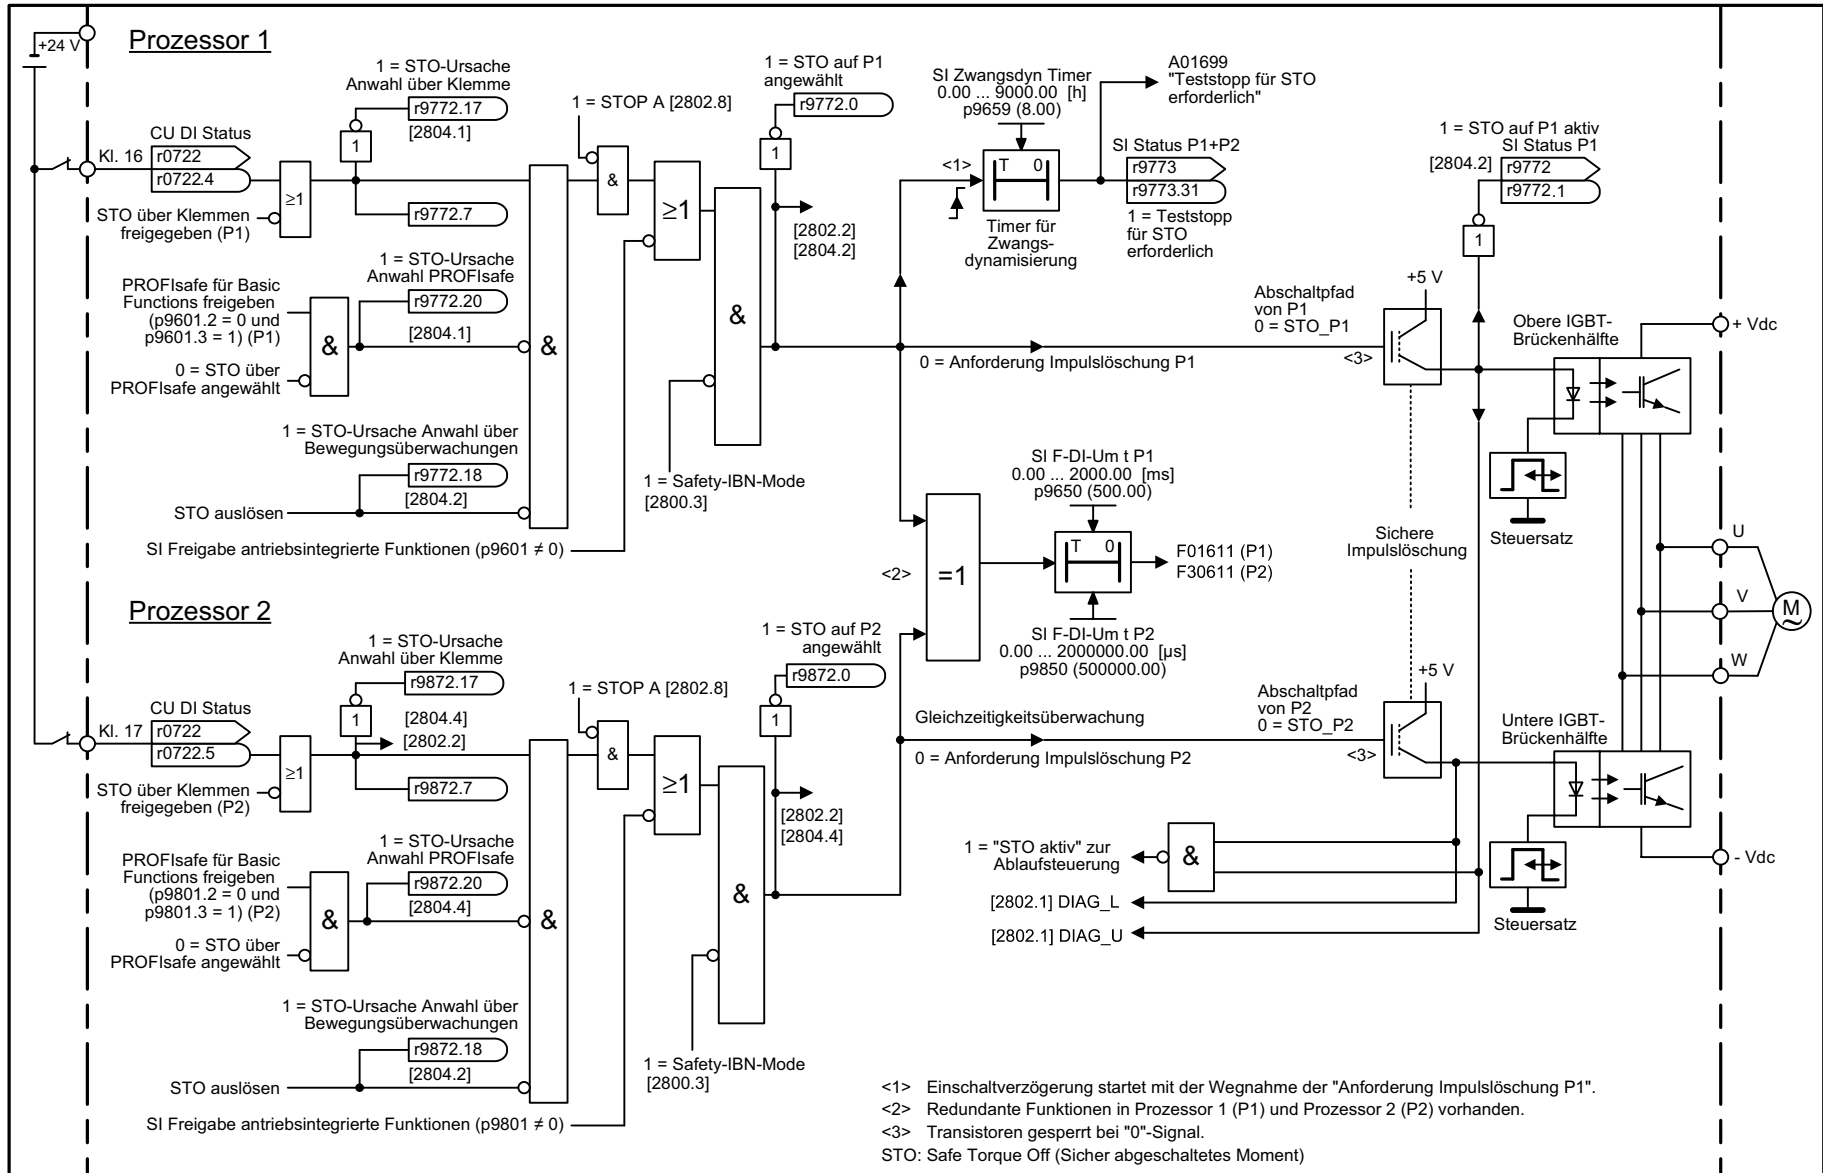 +24 V
Prozessor 1
1 = STO-Ursache
Anwahl über Klemme
r9772.17
[2804.1]
1
CU DI Status
Kl. 16
r0722
r0722.4
≥1
STO über Klemmen
freigegeben (P1)
r9772.7
PROFIsafe für Basic
Functions freigeben
(p9601.2 = 0 und
p9601.3 = 1) (P1)
0 = STO über
PROFIsafe angewählt
&
1 = STO-Ursache
Anwahl PROFIsafe
r9772.20
[2804.1]
1 = STO-Ursache Anwahl über
Bewegungsüberwachungen
r9772.18
[2804.2]
STO auslösen
SI Freigabe antriebsintegrierte Funktionen (p9601 ≠ 0)
&
1 = STOP A [2802.8]
&
≥1
1 = STO auf P1
angewählt
r9772.0
1
[2802.2]
[2804.2]
&
1 = Safety-IBN-Mode
[2800.3]
SI Zwangsdyn Timer
0.00 ... 9000.00 [h]
p9659 (8.00)
<1>
T 0
Timer für
Zwangs-
dynamisierung
A01699
"Teststopp für STO
erforderlich"
SI Status P1+P2
r9773
r9773.31
1 = Teststopp
für STO
erforderlich
0 = Anforderung Impulslöschung P1
Abschaltpfad
von P1
0 = STO_P1
<3>
+5 V
1 = STO auf P1 aktiv
SI Status P1
[2804.2]
r9772
r9772.1
1
Obere IGBT-
Brückenhälfte
+ Vdc
Steuersatz
SI F-DI-Um t P1
0.00 ... 2000.00 [ms]
p9650 (500.00)
<2>
=1
T 0
F01611 (P1)
F30611 (P2)
SI F-DI-Um t P2
0.00 ... 2000000.00 [µs]
p9850 (500000.00)
Sichere
Impulslöschung
U
V
W
M
~
Prozessor 2
1 = STO-Ursache
Anwahl über Klemme
r9872.17
1
[2804.4]
[2802.2]
CU DI Status
Kl. 17
r0722
r0722.5
≥1
STO über Klemmen
freigegeben (P2)
r9872.7
PROFIsafe für Basic
Functions freigeben
(p9801.2 = 0 und
p9801.3 = 1) (P2)
0 = STO über
PROFIsafe angewählt
&
1 = STO-Ursache
Anwahl PROFIsafe
r9872.20
[2804.4]
1 = STO-Ursache Anwahl über
Bewegungsüberwachungen
r9872.18
[2804.2]
STO auslösen
SI Freigabe antriebsintegrierte Funktionen (p9801 ≠ 0)
&
1 = STOP A [2802.8]
&
≥1
1 = STO auf P2
angewählt
r9872.0
1
[2802.2]
[2804.4]
&
1 = Safety-IBN-Mode
[2800.3]
Gleichzeitigkeitsüberwachung
0 = Anforderung Impulslöschung P2
Abschaltpfad
von P2
0 = STO_P2
<3>
+5 V
Untere IGBT-
Brückenhälfte
- Vdc
Steuersatz
1 = "STO aktiv" zur
Ablaufsteuerung
&
[2802.1] DIAG_L
[2802.1] DIAG_U
<1> Einschaltverzögerung startet mit der Wegnahme der "Anforderung Impulslöschung P1".
<2> Redundante Funktionen in Prozessor 1 (P1) und Prozessor 2 (P2) vorhanden.
<3> Transistoren gesperrt bei "0"-Signal.
STO: Safe Torque Off (Sicher abgeschaltetes Moment)